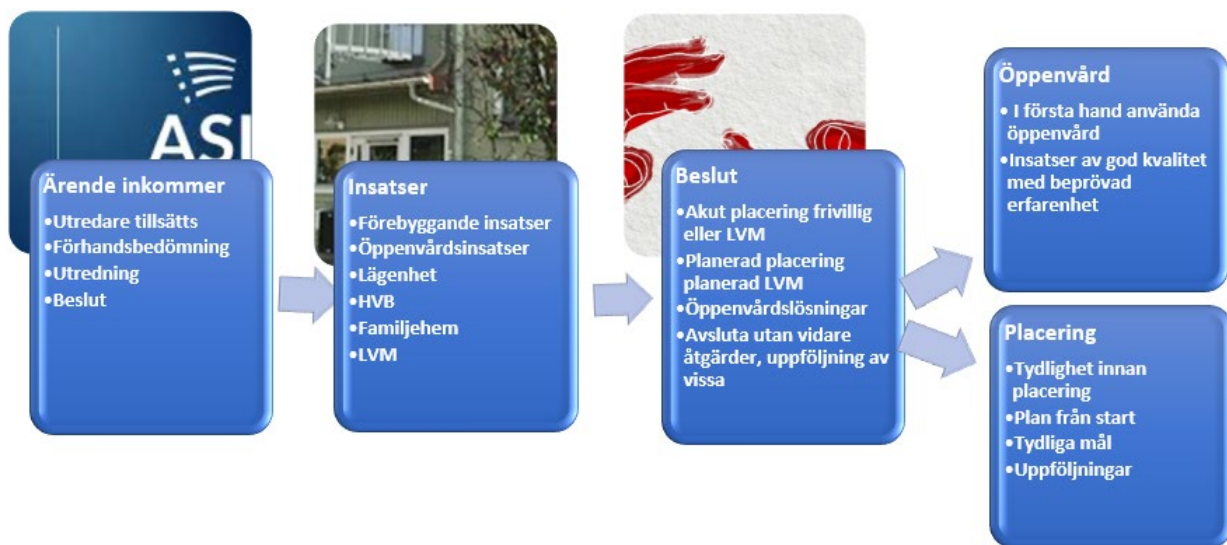 ASI
Ärende inkommer
•Utredare tillsätts
•Förhandsbedömning
•Utredning
•Beslut
Insatser
•Förebyggande insatser
•Öppenvårdsinsatser
•Lägenhet
•HVB
•Familjehem
•LVM
Beslut
•Akut placering frivillig
eller LVM
•Planerad placering
planerad LVM
•Öppenvårdslösningar
•Avsluta utan vidare
åtgärder, uppföljning av
vissa
Öppenvård
• I första hand använda
öppenvård
•Insatser av god kvalitet
med beprövad
erfarenhet
Placering
•Tydlighet innan
placering
•Plan från start
•Tydliga mål
•Uppföljningar